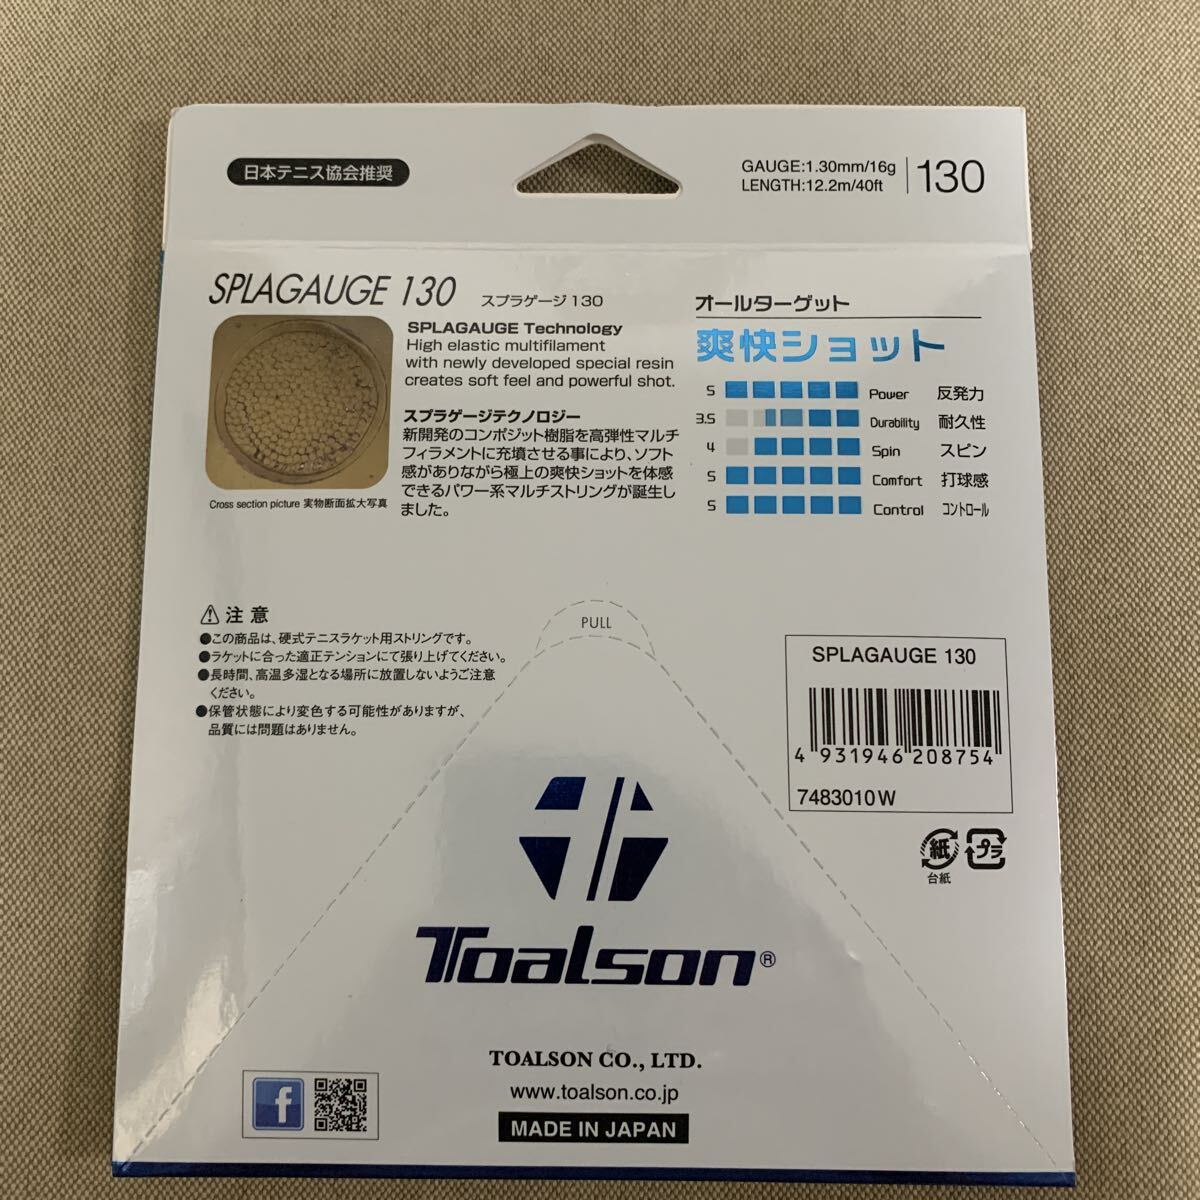 日本テニス協会推奨
GAUGE:1.30mm/16g
LENGTH:12.2m/40ft
130
SPLAGAUGE 130 スプラゲージ130
SPLAGAUGE Technology
High elastic multifilament
with newly developed special resin
creates soft feel and powerful shot.
スプラゲージテクノロジー
新開発のコンポジット樹脂を高弾性マルチ
フィラメントに充填させる事により、ソフト
感がありながら極上の爽快ショットを体感
できるパワー系マルチストリングが誕生し
ました。
Cross section picture 実物断面拡大写真
オールターゲット
爽快ショット
5 Power 反発力
3.5 Durability 耐久性
4 Spin スピン
5 Comfort 打球感
5 Control コントロール
注意
●この商品は、硬式テニスラケット用ストリングです。
●ラケットに合った適正テンションにて張り上げてください。
●長時間、高温多湿となる場所に放置しないようご注意
ください。
●保管状態により変色する可能性がありますが、
品質には問題はありません。
PULL
SPLAGAUGE 130
4 931946 208754
7483010W
紙
プラ
台紙
Toalson®
TOALSON CO., LTD.
www.toalson.co.jp
MADE IN JAPAN
f